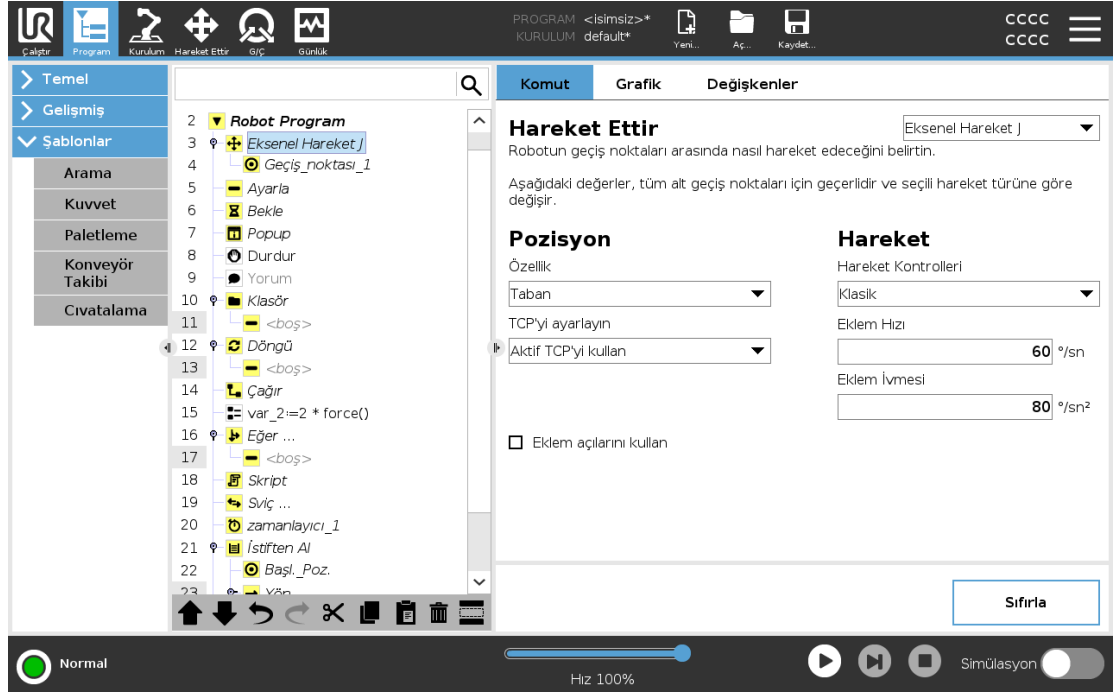 PROGRAM <isimsiz>*
KURULUM default*
Çalıştır
Program
Kurulum
Hareket Ettir
G/Ç
Günlük
Yeni...
Aç...
Kaydet...
cccc
cccc
Temel
Gelişmiş
Şablonlar
Arama
Kuvvet
Paletleme
Konveyör
Takibi
Cıvatalama
2 Robot Program
3 Eksenel Hareket J
4 Geçiş_noktası_1
5 Ayarla
6 Bekle
7 Popup
8 Durdur
9 Yorum
10 Klasör
11 <boş>
12 Döngü
13 <boş>
14 Çağır
15 var_2:=2 * force()
16 Eğer ...
17 <boş>
18 Skript
19 Sviç ...
20 zamanlayıcı_1
21 İstiften Al
22 Başl._Poz.
23 Yön
Komut
Grafik
Değişkenler
Hareket Ettir
Eksenel Hareket J
Robotun geçiş noktaları arasında nasıl hareket edeceğini belirtin.
Aşağıdaki değerler, tüm alt geçiş noktaları için geçerlidir ve seçili hareket türüne göre
değişir.
Pozisyon
Özellik
Taban
TCP'yi ayarlayın
Aktif TCP'yi kullan
Eklem açılarını kullan
Hareket
Hareket Kontrolleri
Klasik
Eklem Hızı
60 °/sn
Eklem İvmesi
80 °/sn²
Sıfırla
Normal
Hız 100%
Simülasyon